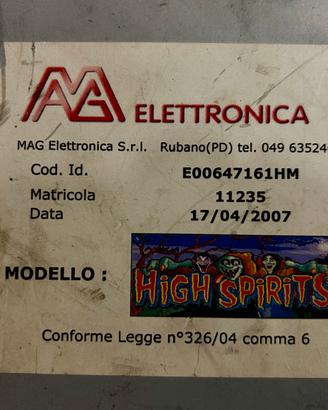 MAG ELETTRONICA
MAG Elettronica S.r.l. Rubano(PD) tel. 049 63524
Cod. Id. E00647161HM
Matricola 11235
Data 17/04/2007
MODELLO : HIGH SPIRITS
Conforme Legge n°326/04 comma 6